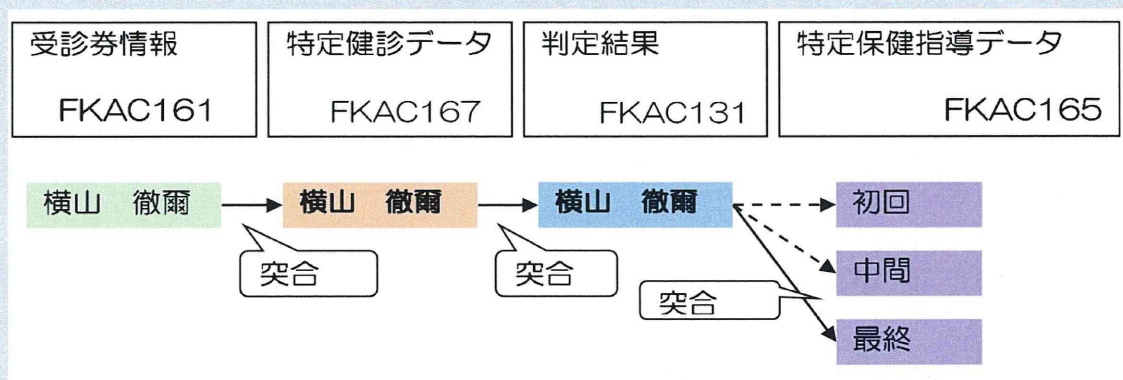 受診券情報
FKAC161
特定健診データ
FKAC167
判定結果
FKAC131
特定保健指導データ
FKAC165
横山　徹爾
横山　徹爾
横山　徹爾
初回
突合
突合
中間
突合
最終